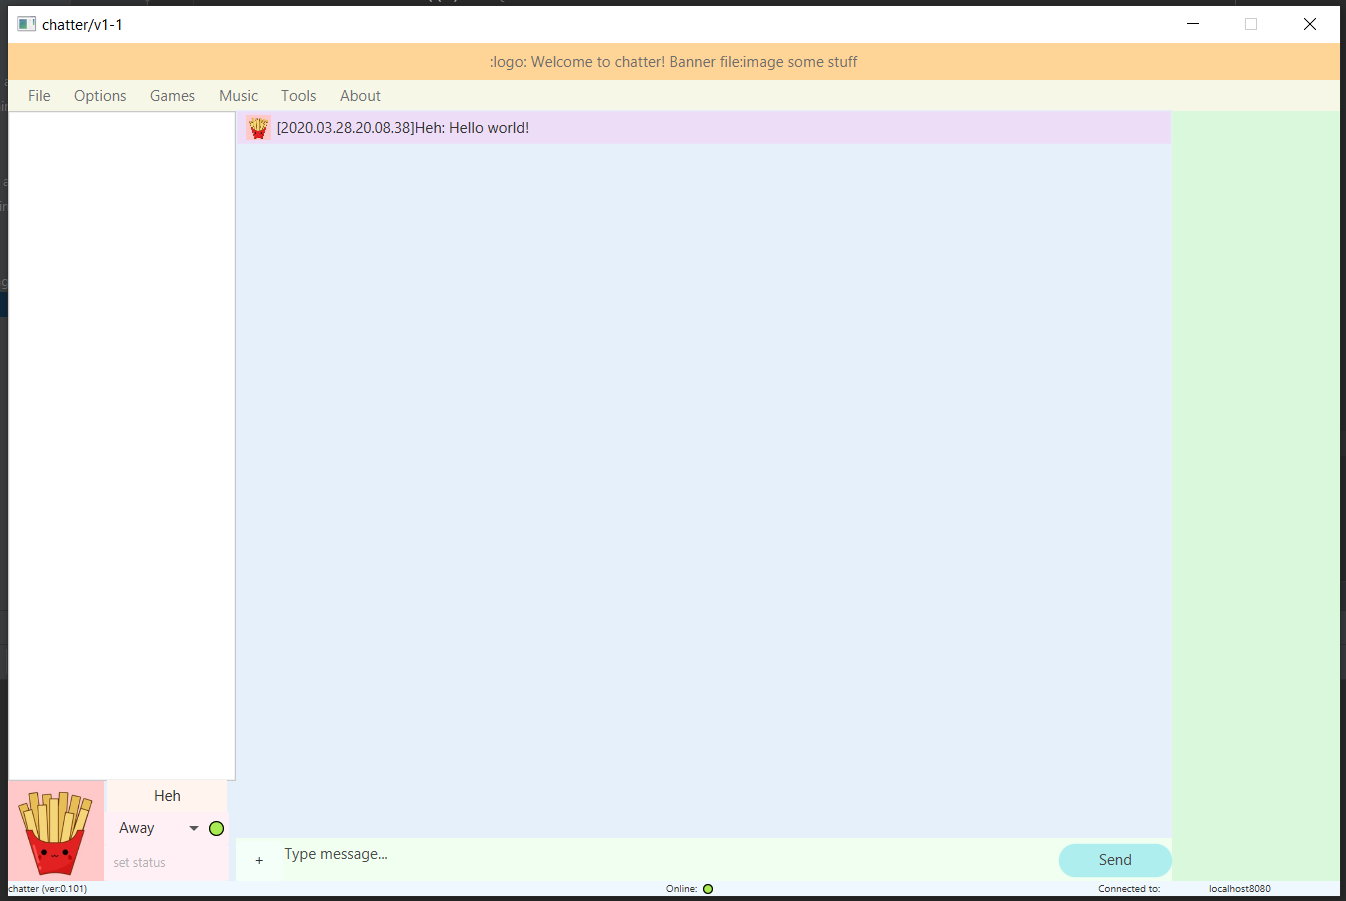 chatter/v1-1
:logo: Welcome to chatter! Banner file:image some stuff
File Options Games Music Tools About
[2020.03.28.20.08.38]Heh: Hello world!
Heh
Away
set status
+ Type message... Send
chatter (ver:0.101) Online: Connected to: localhost8080